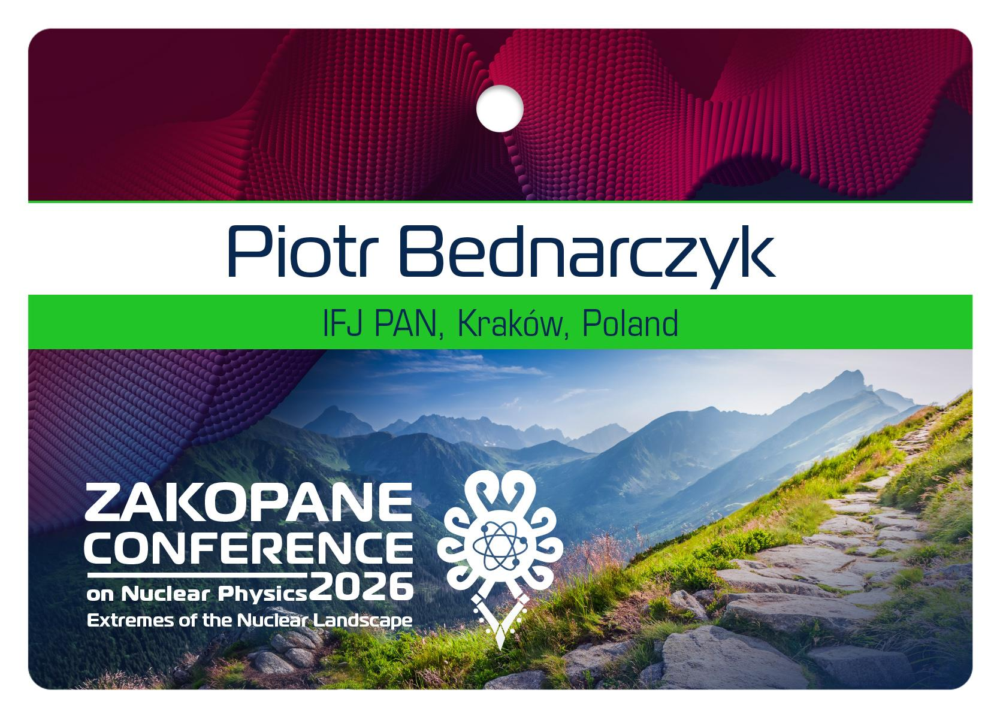 Piotr Bednarczyk
IFJ PAN, Kraków, Poland
ZAKOPANE
CONFERENCE
on Nuclear Physics 2026
Extremes of the Nuclear Landscape